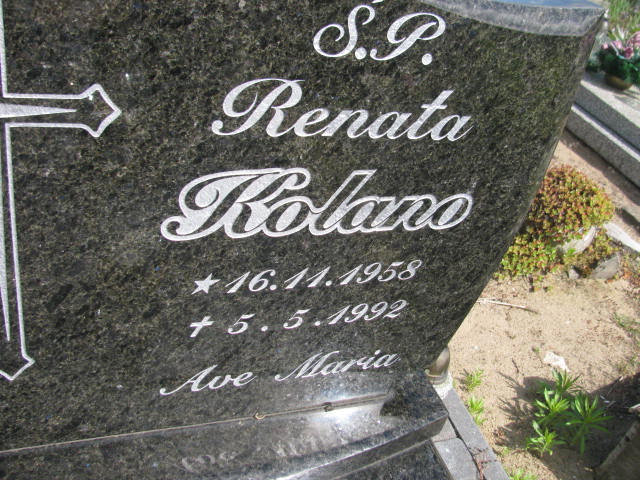 Ś.P.
Renata
Kolano
★ 16.11.1958
✝ 5.5.1992
Ave Maria